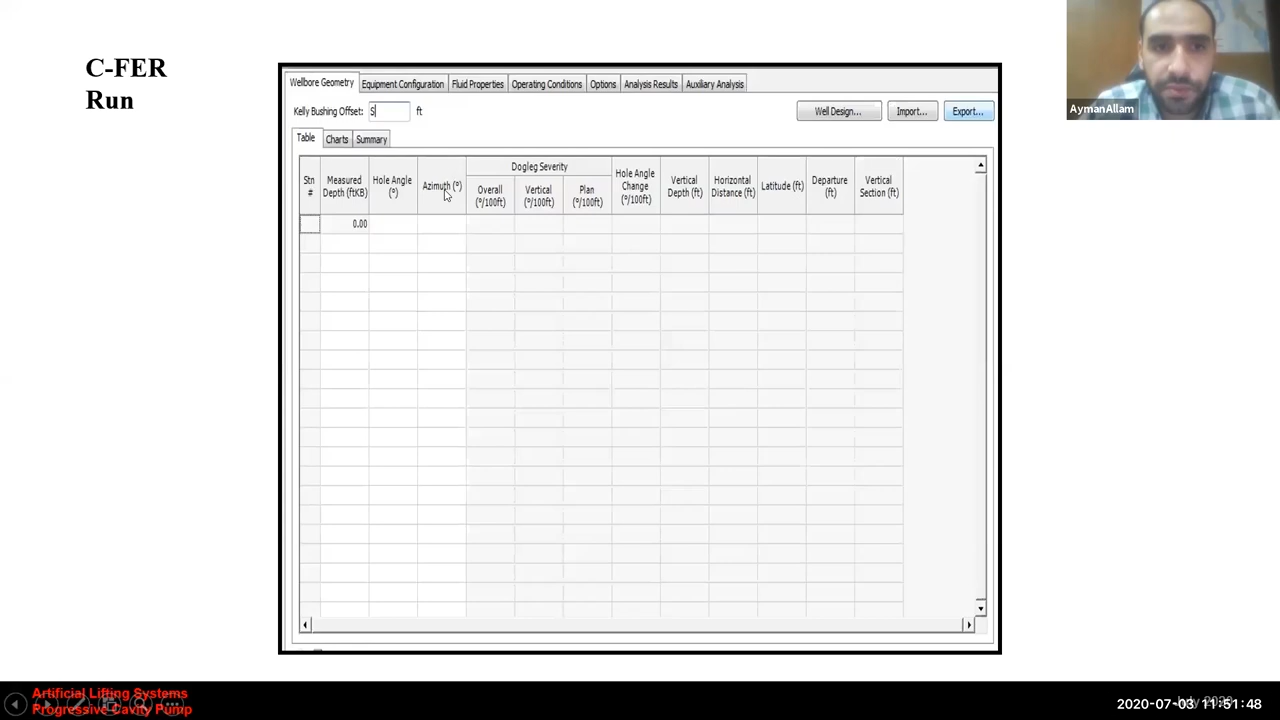 C-FER
Run
Wellbore Geometry Equipment Configuration Fluid Properties Operating Conditions Options Analysis Results Auxiliary Analysis
Kelly Bushing Offset: ft
Well Design... Import... Export...
Table Charts Summary
Stn
#
Measured
Depth (ftKB)
Hole Angle
(°)
Azimuth (°)
Dogleg Severity
Overall
(°/100ft)
Vertical
(°/100ft)
Plan
(°/100ft)
Hole Angle
Change
(°/100ft)
Vertical
Depth (ft)
Horizontal
Distance (ft)
Latitude (ft)
Departure
(ft)
Vertical
Section (ft)
0.00
AymanAllam
Artificial Lifting Systems
Progressive Cavity Pump
2020-07-03 11:51:48